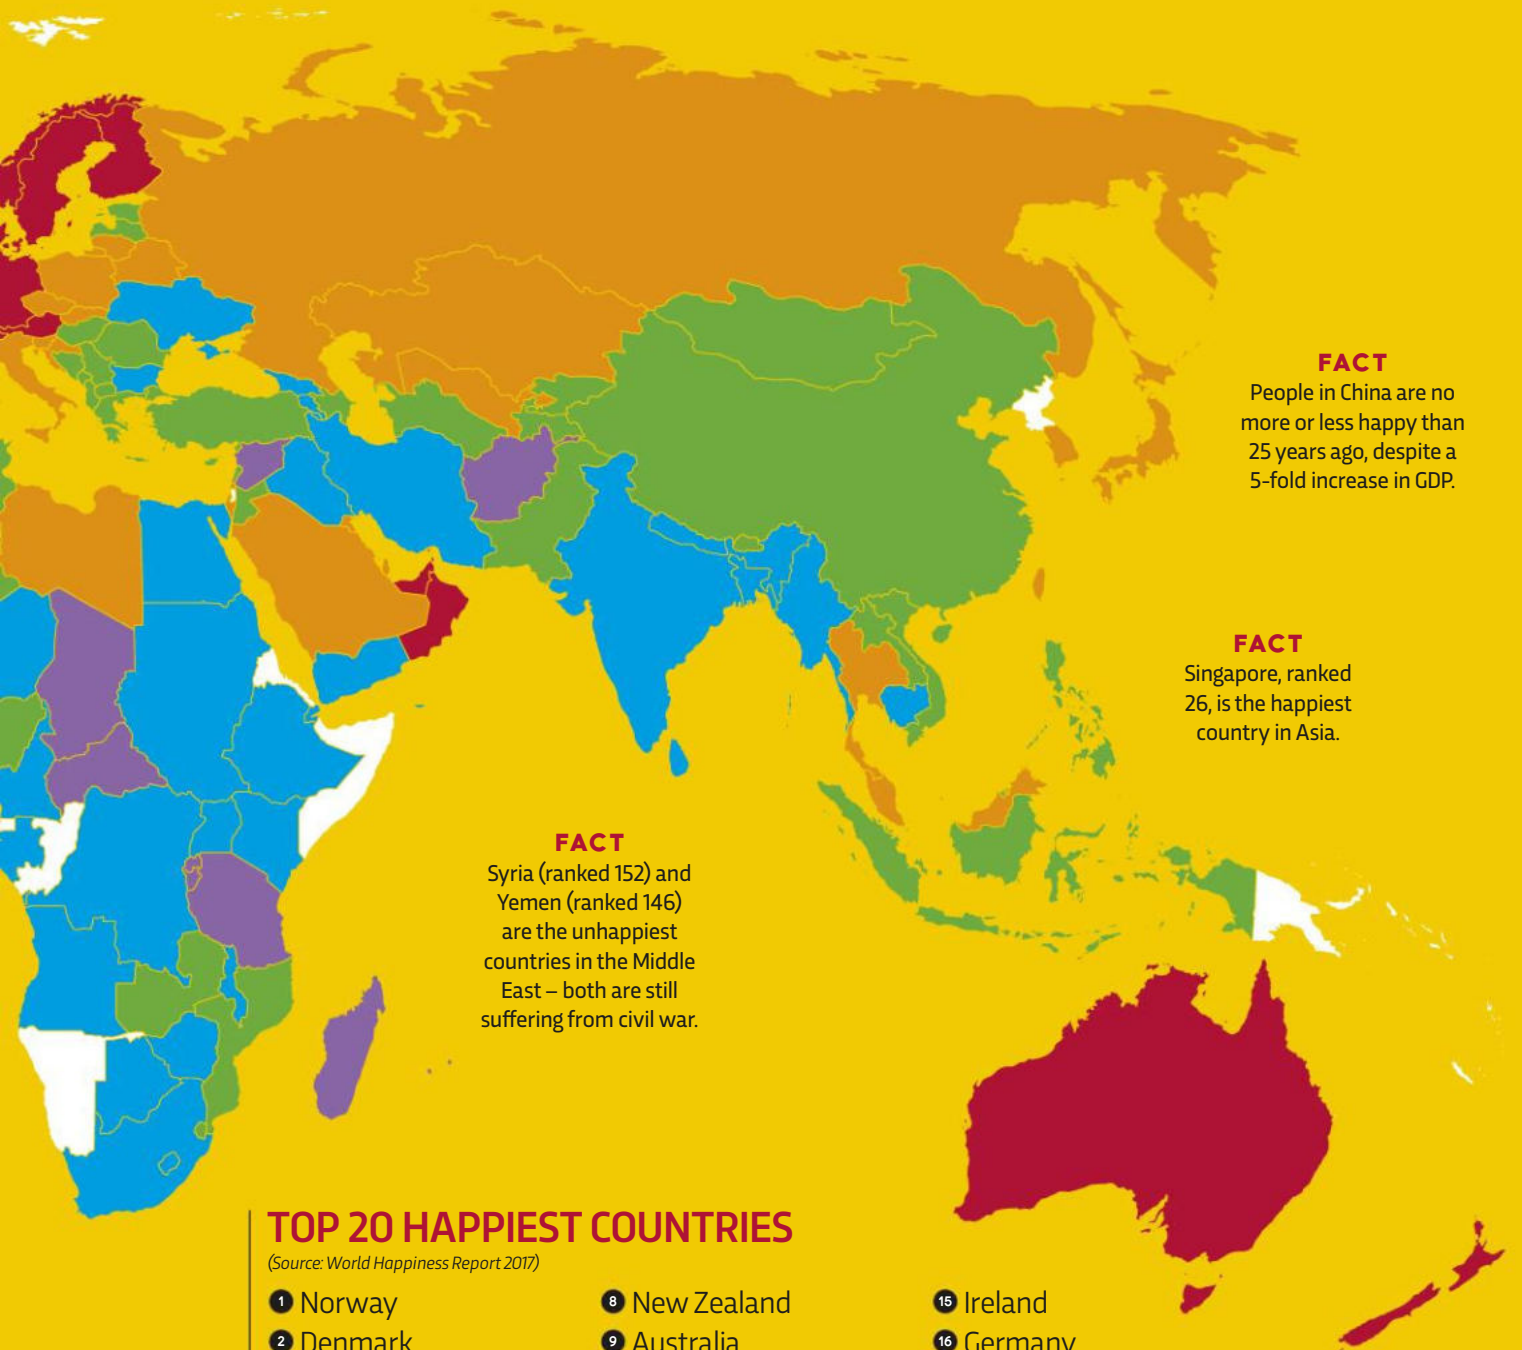 FACT
People in China are no
more or less happy than
25 years ago, despite a
5-fold increase in GDP.
FACT
Singapore, ranked
26, is the happiest
country in Asia.
FACT
Syria (ranked 152) and
Yemen (ranked 146)
are the unhappiest
countries in the Middle
East – both are still
suffering from civil war.
TOP 20 HAPPIEST COUNTRIES
(Source: World Happiness Report 2017)
1 Norway
2 Denmark
8 New Zealand
9 Australia
15 Ireland
16 Germany